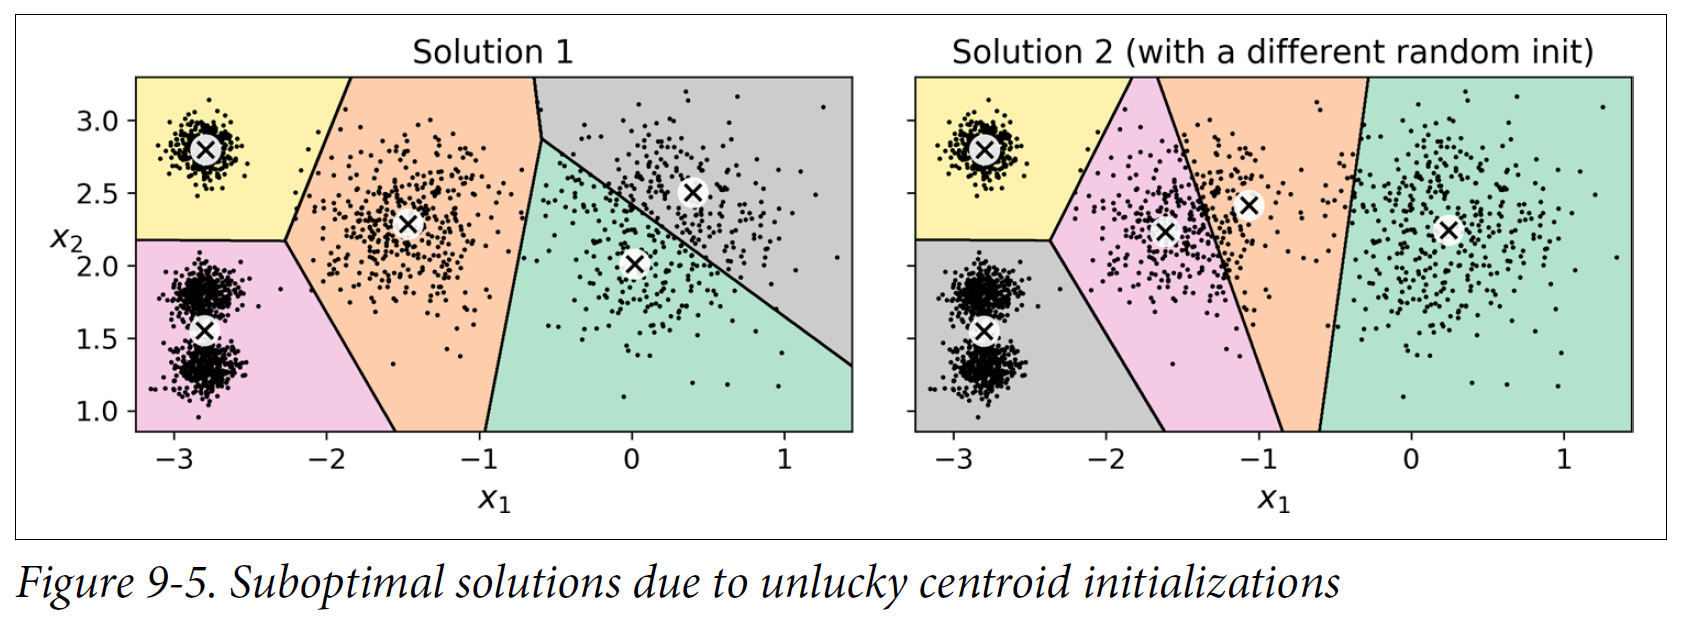 Solution 1
Solution 2 (with a different random init)
3.0
2.5
2.0
1.5
1.0
x₂
−3 −2 −1 0 1
−3 −2 −1 0 1
x₁
x₁
Figure 9-5. Suboptimal solutions due to unlucky centroid initializations